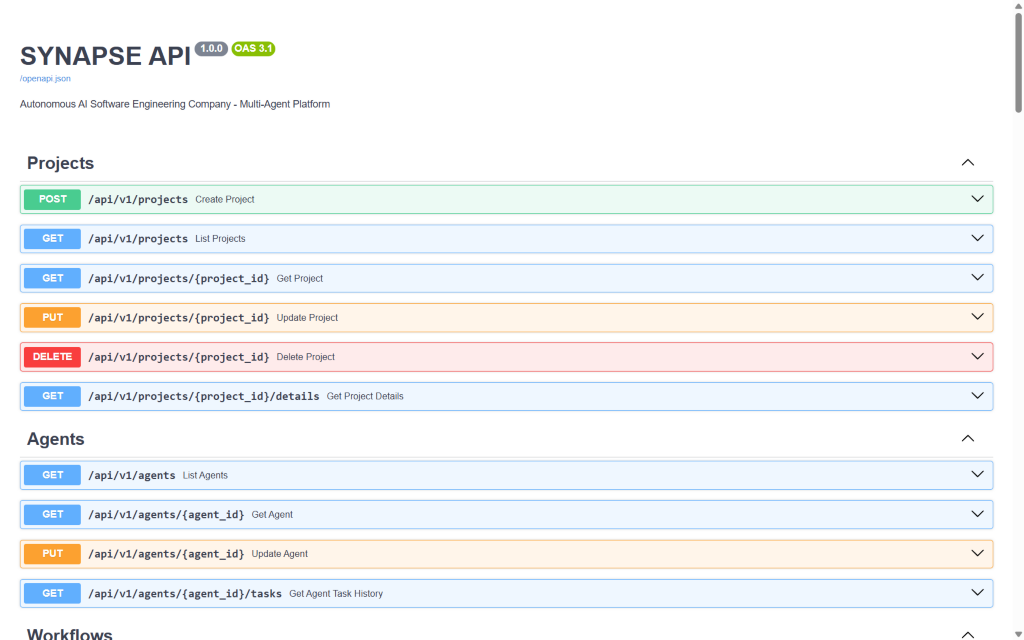 SYNAPSE API 1.0.0 OAS 3.1
/openapi.json
Autonomous AI Software Engineering Company - Multi-Agent Platform
Projects
POST /api/v1/projects Create Project
GET /api/v1/projects List Projects
GET /api/v1/projects/{project_id} Get Project
PUT /api/v1/projects/{project_id} Update Project
DELETE /api/v1/projects/{project_id} Delete Project
GET /api/v1/projects/{project_id}/details Get Project Details
Agents
GET /api/v1/agents List Agents
GET /api/v1/agents/{agent_id} Get Agent
PUT /api/v1/agents/{agent_id} Update Agent
GET /api/v1/agents/{agent_id}/tasks Get Agent Task History
Workflows